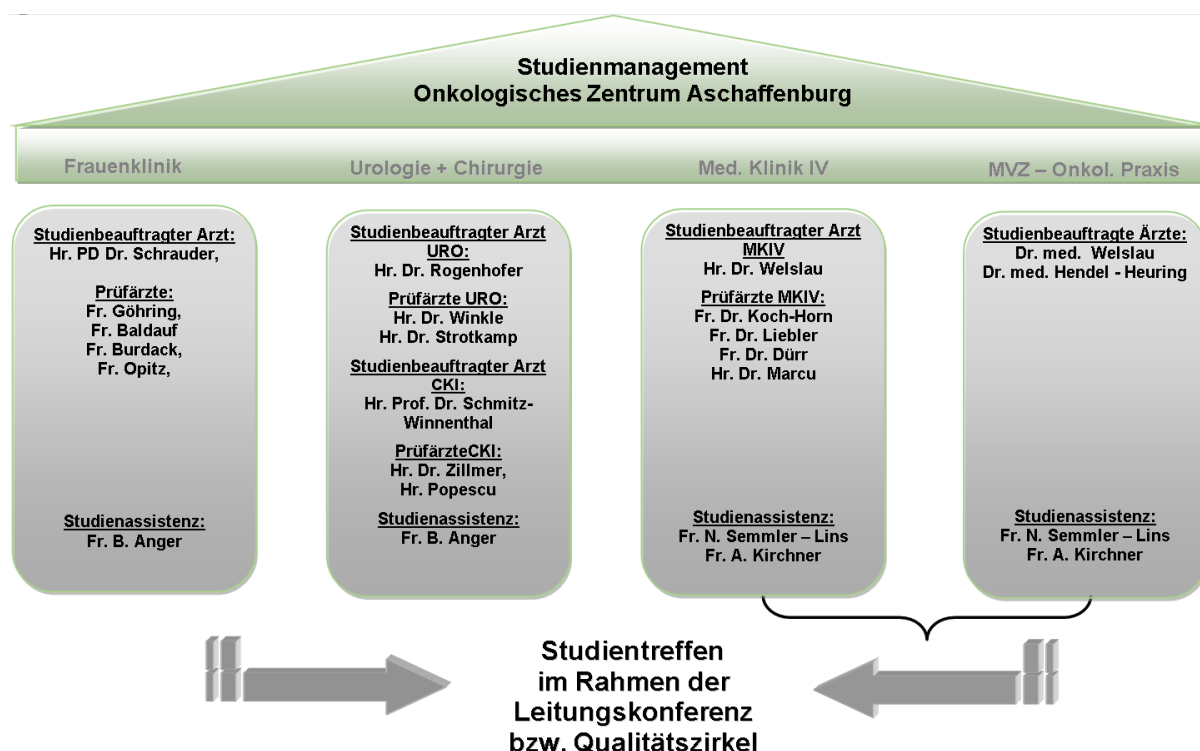 Studienmanagement
Onkologisches Zentrum Aschaffenburg
Frauenklinik
Urologie + Chirurgie
Med. Klinik IV
MVZ – Onkol. Praxis
Studienbeauftragter Arzt:
Hr. PD Dr. Schrauder,
Prüfärzte:
Fr. Göhring,
Fr. Baldauf
Fr. Burdack,
Fr. Opitz,
Studienassistenz:
Fr. B. Anger
Studienbeauftragter Arzt
URO:
Hr. Dr. Rogenhofer
Prüfärzte URO:
Hr. Dr. Winkle
Hr. Dr. Strotkamp
Studienbeauftragter Arzt
CKI:
Hr. Prof. Dr. Schmitz-
Winnenthal
PrüfärzteCKI:
Hr. Dr. Zillmer,
Hr. Popescu
Studienassistenz:
Fr. B. Anger
Studienbeauftragter Arzt
MKIV
Hr. Dr. Welslau
Prüfärzte MKIV:
Fr. Dr. Koch-Horn
Fr. Dr. Liebler
Fr. Dr. Dürr
Hr. Dr. Marcu
Studienassistenz:
Fr. N. Semmler – Lins
Fr. A. Kirchner
Studienbeauftragte Ärzte:
Dr. med. Welslau
Dr. med. Hendel - Heuring
Studienassistenz:
Fr. N. Semmler – Lins
Fr. A. Kirchner
Studientreffen
im Rahmen der
Leitungskonferenz
bzw. Qualitätszirkel